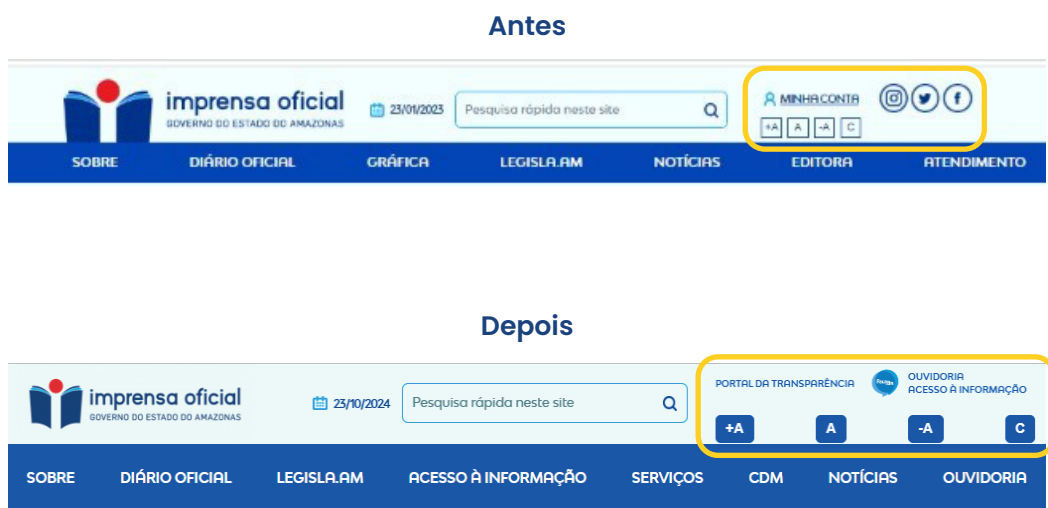 Antes
imprensa oficial
GOVERNO DO ESTADO DO AMAZONAS
23/01/2023
Pesquisa rápida neste site
MINHA CONTA
+A A -A C
SOBRE DIÁRIO OFICIAL GRÁFICA LEGISLA.AM NOTÍCIAS EDITORA ATENDIMENTO
Depois
imprensa oficial
GOVERNO DO ESTADO DO AMAZONAS
23/10/2024
Pesquisa rápida neste site
PORTAL DA TRANSPARÊNCIA
OUVIDORIA
ACESSO À INFORMAÇÃO
+A A -A C
SOBRE DIÁRIO OFICIAL LEGISLA.AM ACESSO À INFORMAÇÃO SERVIÇOS CDM NOTÍCIAS OUVIDORIA